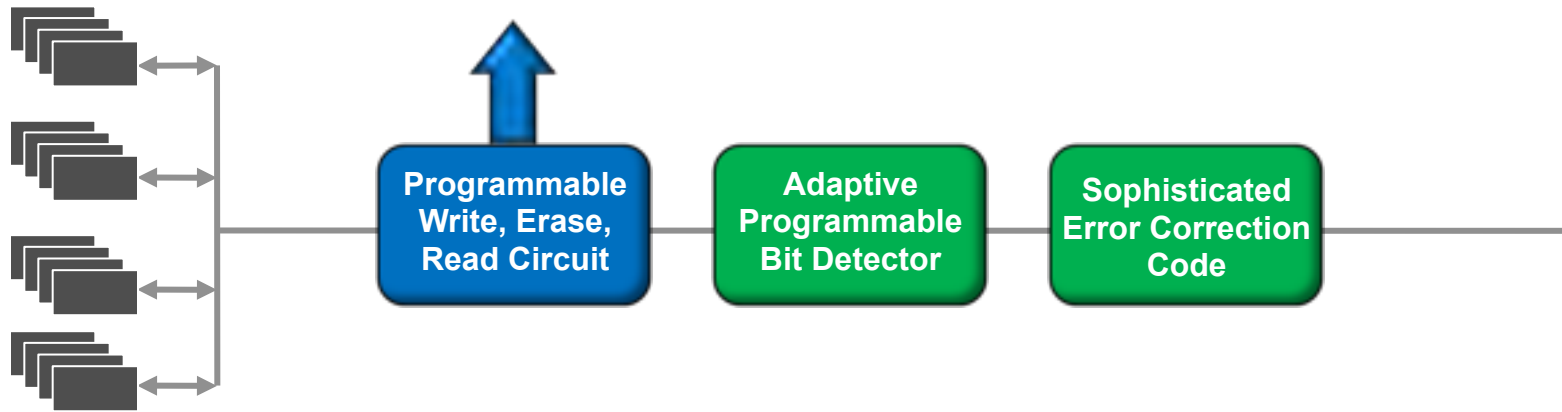 Programmable
Write, Erase,
Read Circuit
Adaptive
Programmable
Bit Detector
Sophisticated
Error Correction
Code